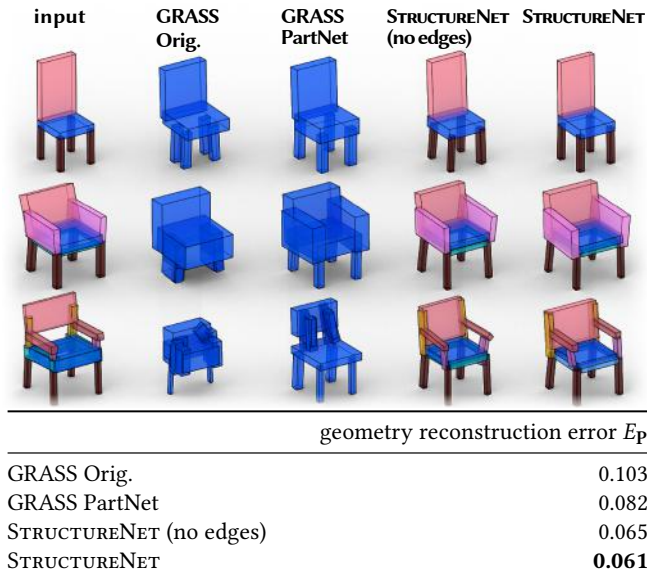 input GRASS Orig. GRASS PartNet STRUCTURENET (no edges) STRUCTURENET
geometry reconstruction error E_P
GRASS Orig. 0.103
GRASS PartNet 0.082
STRUCTURENET (no edges) 0.065
STRUCTURENET 0.061